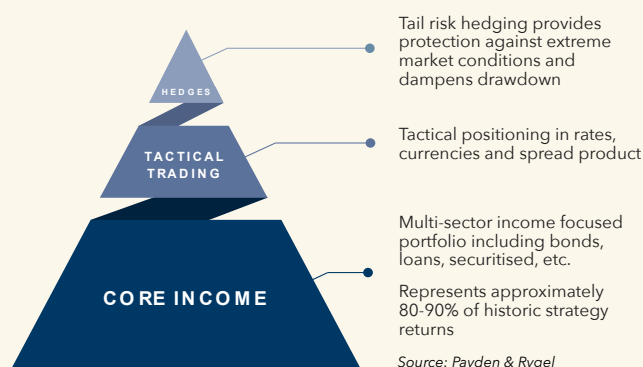 Tail risk hedging provides
protection against extreme
market conditions and
dampens drawdown
HEDGES
Tactical positioning in rates,
currencies and spread product
TACTICAL
TRADING
Multi-sector income focused
portfolio including bonds,
loans, securitised, etc.
CORE INCOME
Represents approximately
80-90% of historic strategy
returns
Source: Payden & Rygel